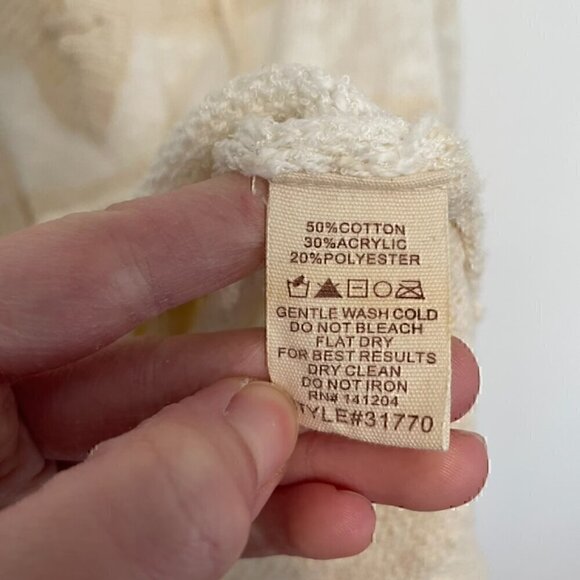 50%COTTON
30%ACRYLIC
20%POLYESTER
GENTLE WASH COLD
DO NOT BLEACH
FLAT DRY
FOR BEST RESULTS
DRY CLEAN
DO NOT IRON
RN# 141204
TYLE#31770